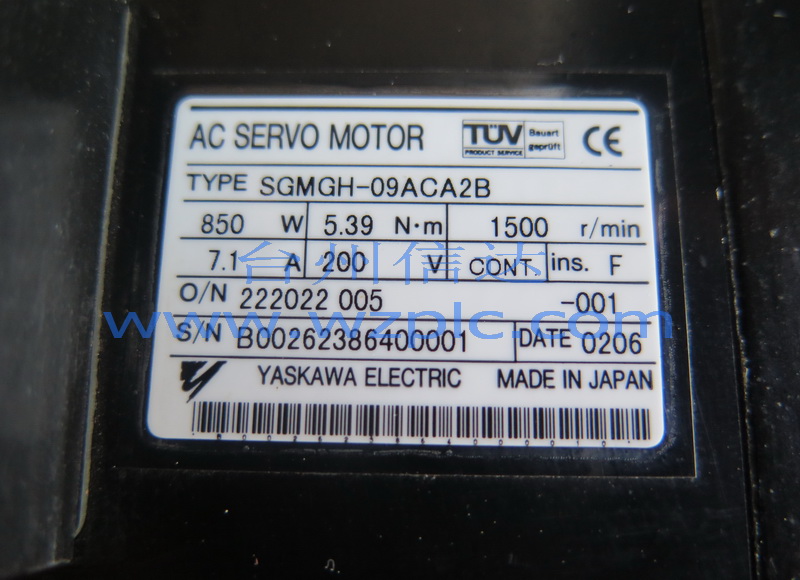 AC SERVO MOTOR TÜV PRODUCT SERVICE Bauart geprüft CE
TYPE SGMGH-09ACA2B
850 W 5.39 N·m 1500 r/min
7.1 A 200 V CONT. ins. F
台州信达
O/N 222022 005 -001
www.wzplc.com
S/N B00262386400001 DATE 0206
YASKAWA ELECTRIC MADE IN JAPAN